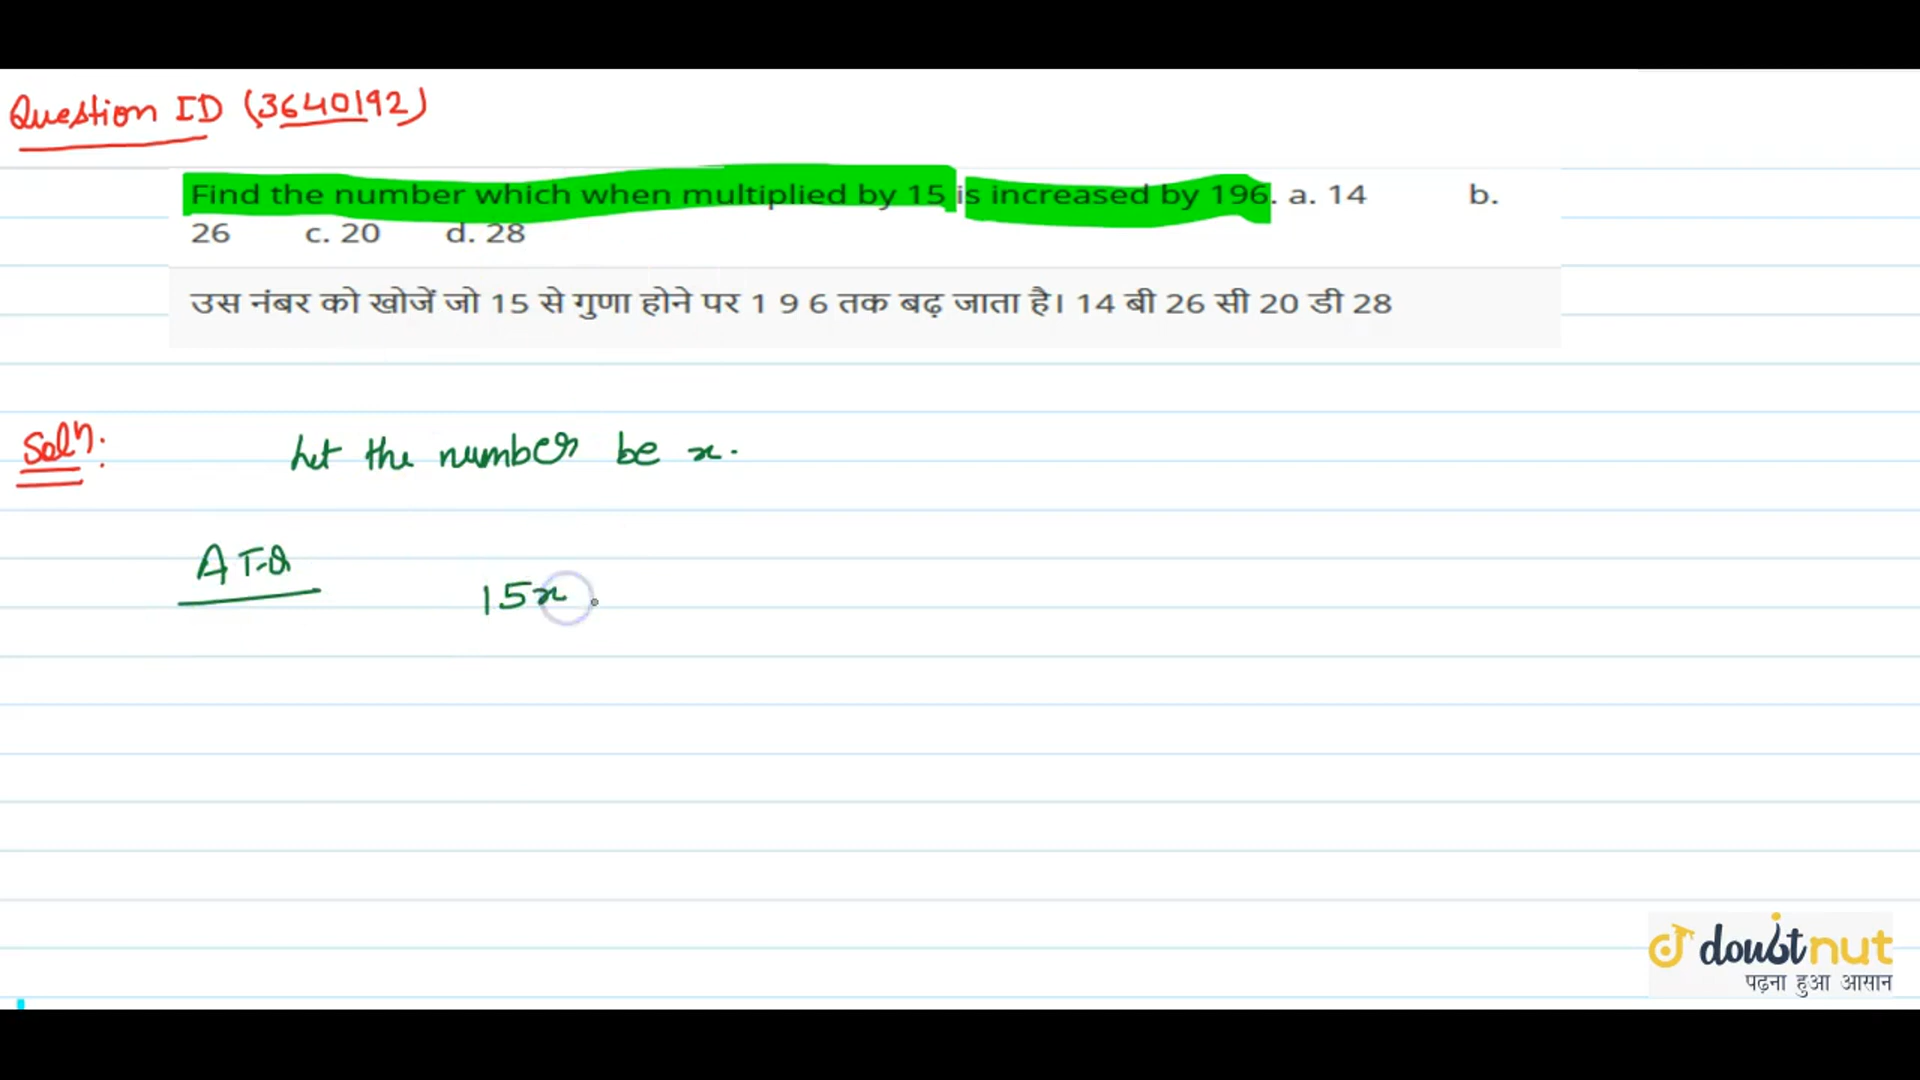 Question ID (3640192)
Find the number which when multiplied by 15 is increased by 196. a. 14 b.
26 c. 20 d. 28
उस नंबर को खोजें जो 15 से गुणा होने पर 1 9 6 तक बढ़ जाता है। 14 बी 26 सी 20 डी 28
Soln:
Let the number be x.
ATQ
15x
doubtnut
पढ़ना हुआ आसान